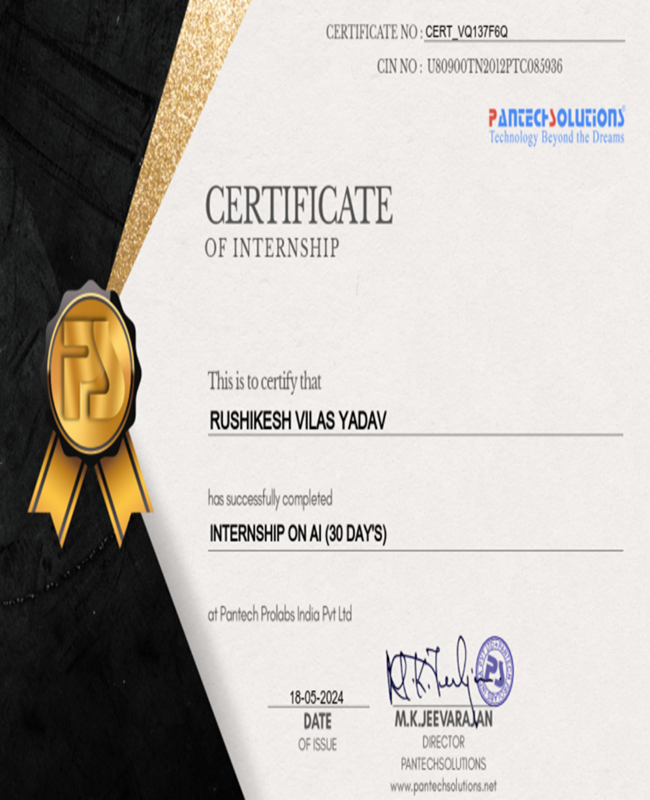 CERTIFICATE NO : CERT_VQ137F6Q
CIN NO : U80900TN2012PTC085936
PANTECHSOLUTIONS
Technology Beyond the Dreams
CERTIFICATE
OF INTERNSHIP
PS
This is to certify that
RUSHIKESH VILAS YADAV
has successfully completed
INTERNSHIP ON AI (30 DAY'S)
at Pantech Prolabs India Pvt Ltd
18-05-2024
DATE
OF ISSUE
M.K.JEEVARAJAN
DIRECTOR
PANTECHSOLUTIONS
www.pantechsolutions.net